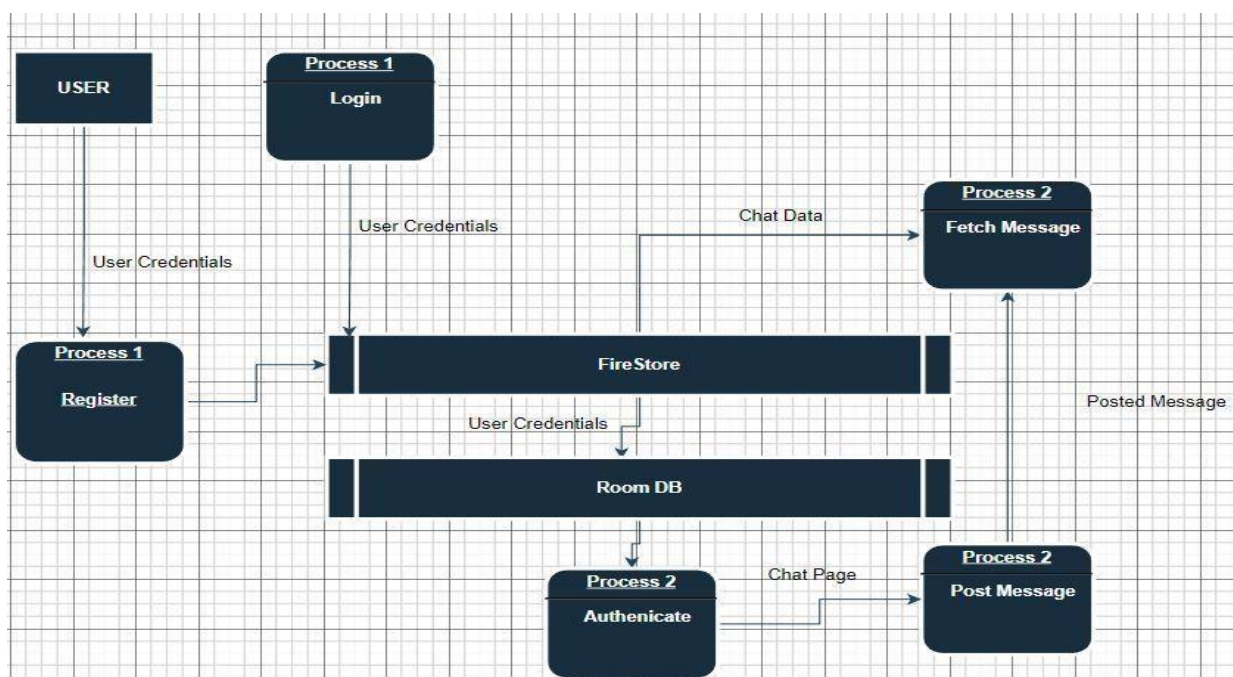 USER
Process 1
Login
User Credentials
User Credentials
Chat Data
Process 2
Fetch Message
Process 1
Register
FireStore
User Credentials
Posted Message
Room DB
Process 2
Authenicate
Chat Page
Process 2
Post Message